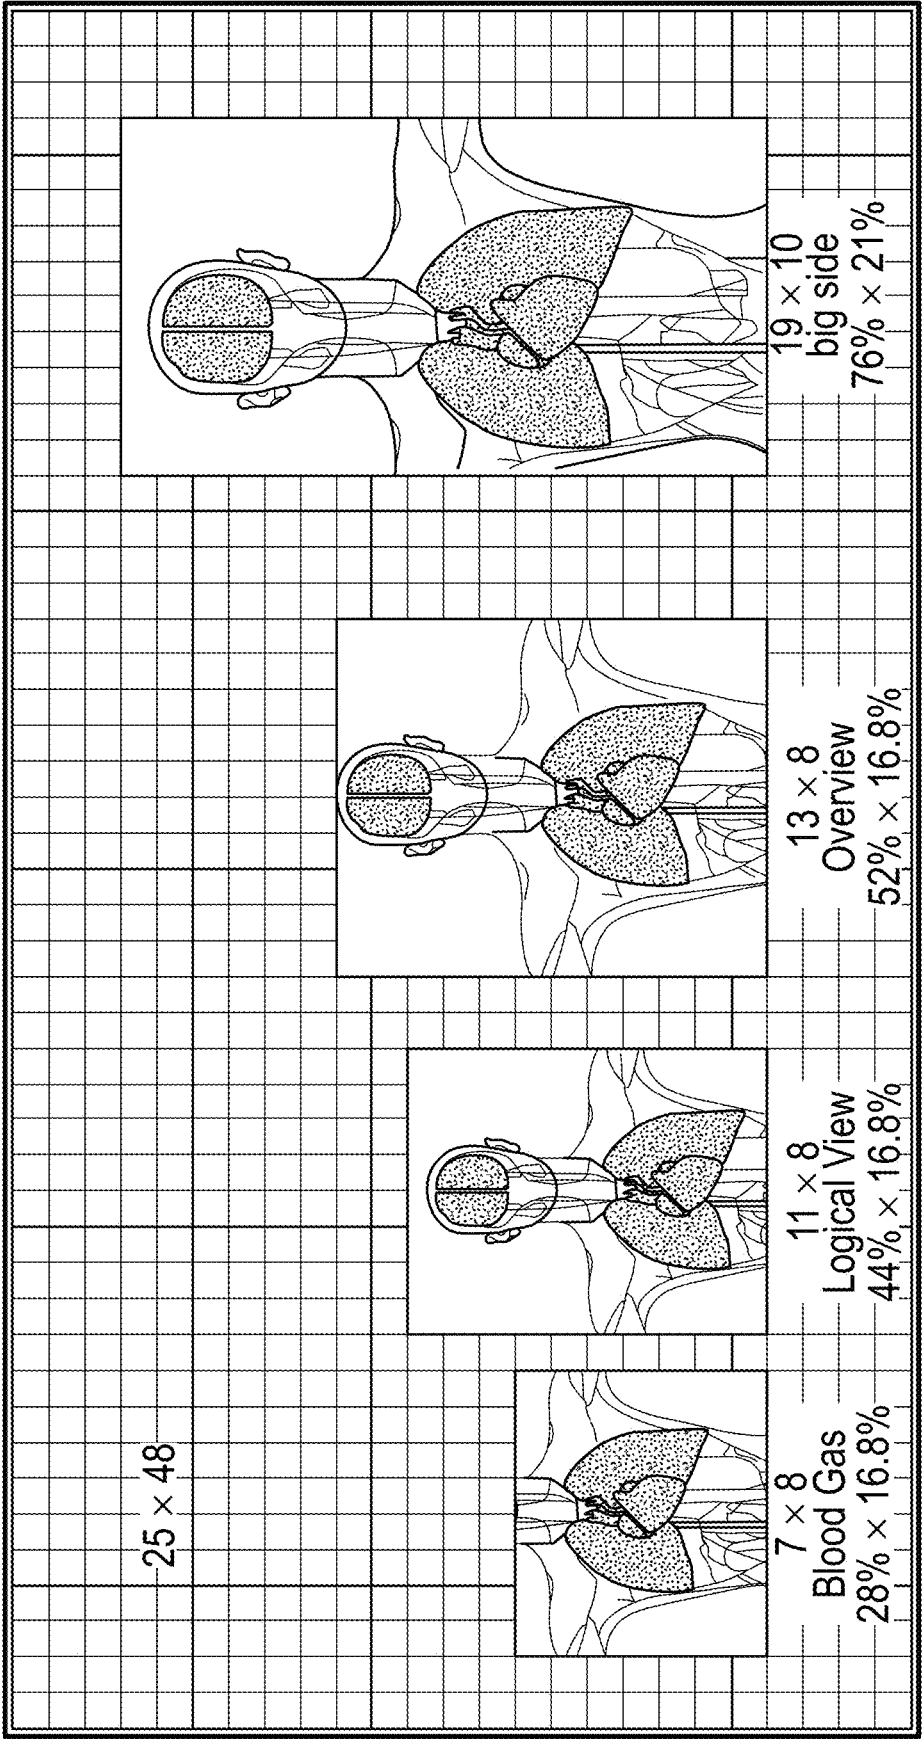 25 × 48
7 × 8
Blood Gas
28% × 16.8%
11 × 8
Logical View
44% × 16.8%
13 × 8
Overview
52% × 16.8%
19 × 10
big side
76% × 21%